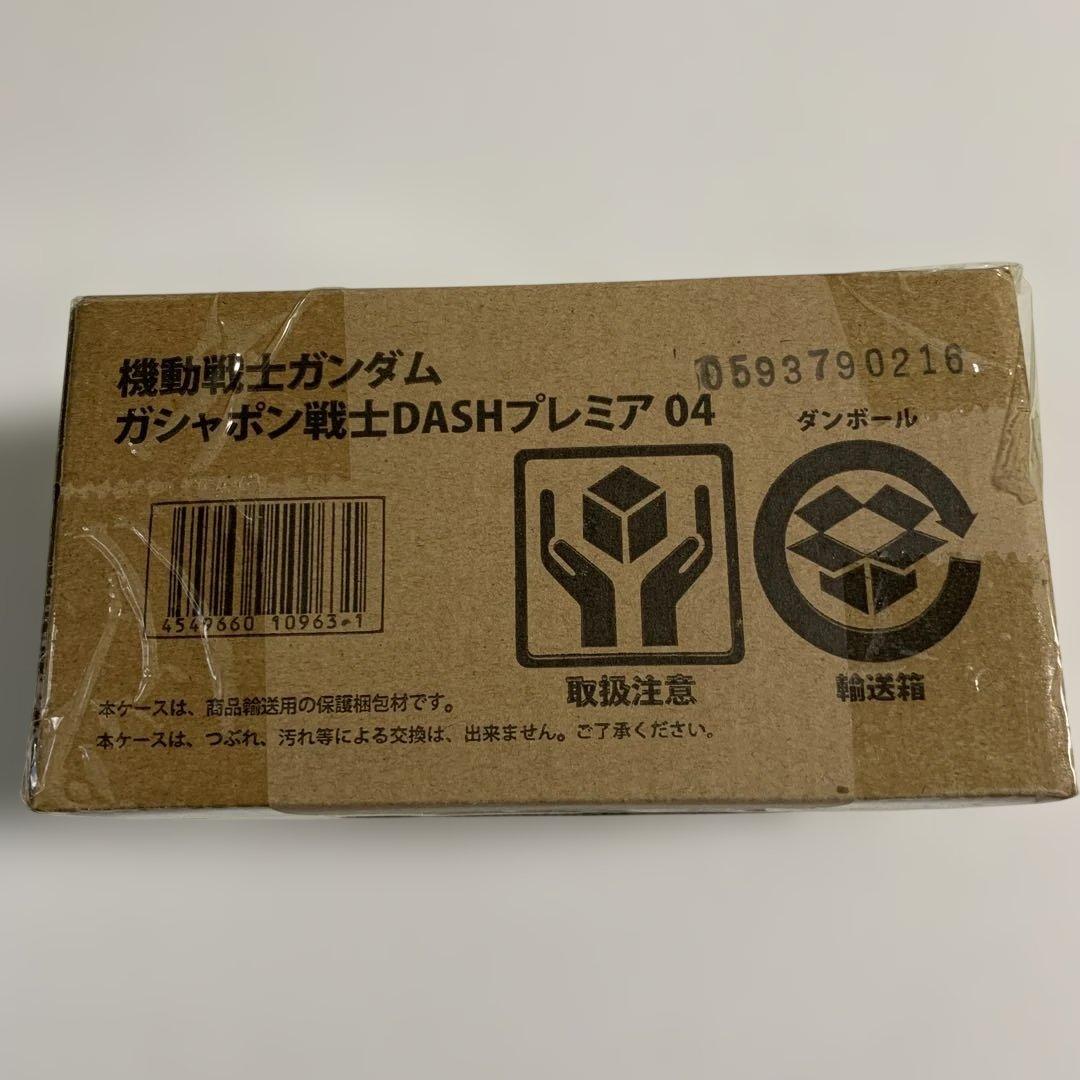 機動戦士ガンダム
ガシャポン戦士DASHプレミア 04
0593790216
ダンボール
4549660 10963 1
取扱注意
輸送箱
本ケースは、商品輸送用の保護梱包材です。
本ケースは、つぶれ、汚れ等による交換は、出来ません。ご了承ください。